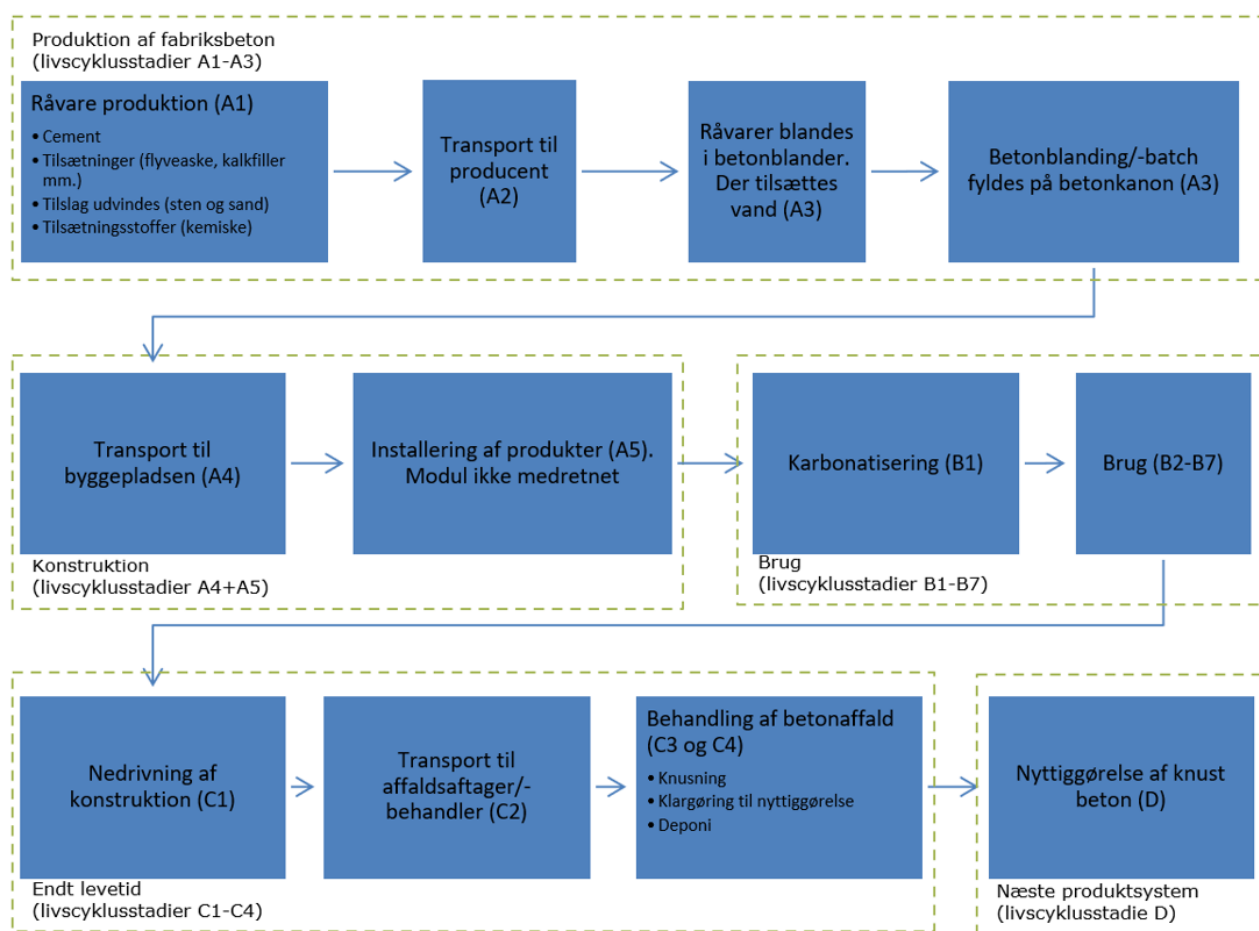 Produktion af fabriksbeton
(livscyklusstadier A1-A3)
Råvare produktion (A1)
• Cement
• Tilsætninger (flyveaske, kalkfiller
mm.)
• Tilslag udvindes (sten og sand)
• Tilsætningsstoffer (kemiske)
Transport til
producent
(A2)
Råvarer blandes
i betonblander.
Der tilsættes
vand (A3)
Betonblanding/-batch
fyldes på betonkanon (A3)
Transport til
byggepladsen (A4)
Installering af produkter (A5).
Modul ikke medretnet
Konstruktion
(livscyklusstadier A4+A5)
Karbonatisering (B1)
Brug (B2-B7)
Brug
(livscyklusstadier B1-B7)
Nedrivning af
konstruktion (C1)
Transport til
affaldsaftager/-
behandler (C2)
Behandling af betonaffald
(C3 og C4)
• Knusning
• Klargøring til nyttiggørelse
• Deponi
Endt levetid
(livscyklusstadier C1-C4)
Nyttiggørelse af knust
beton (D)
Næste produktsystem
(livscyklusstadie D)